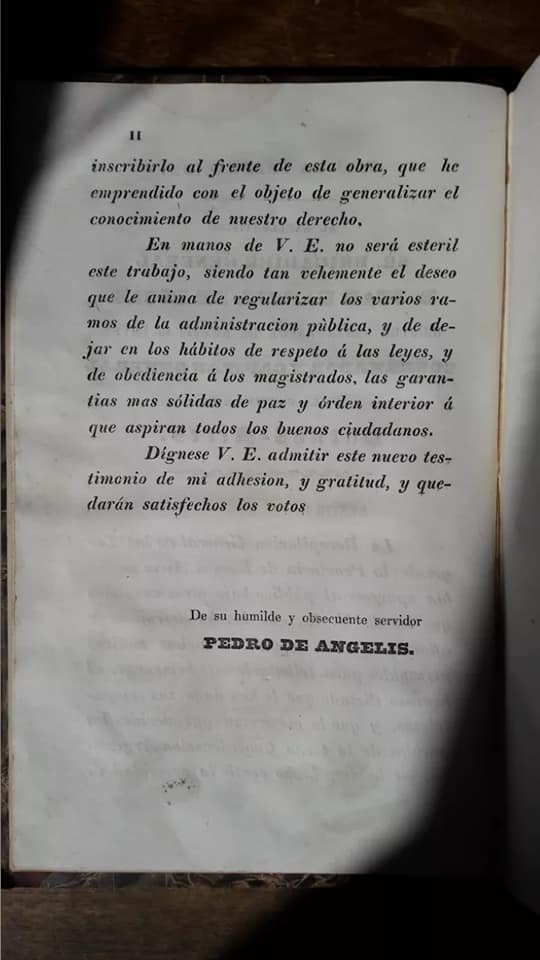 II
inscribirlo al frente de esta obra, que he
emprendido con el objeto de generalizar el
conocimiento de nuestro derecho.
En manos de V. E. no será esteril
este trabajo, siendo tan vehemente el deseo
que le anima de regularizar los varios ra-
mos de la administracion pùblica, y de de-
jar en los hábitos de respeto á las leyes, y
de obediencia á los magistrados, las garan-
tias mas sólidas de paz y órden interior á
que aspiran todos los buenos ciudadanos.
Dígnese V. E. admitir este nuevo tes-
timonio de mi adhesion, y gratitud, y que-
darán satisfechos los votos
De su humilde y obsecuente servidor
PEDRO DE ANGELIS.